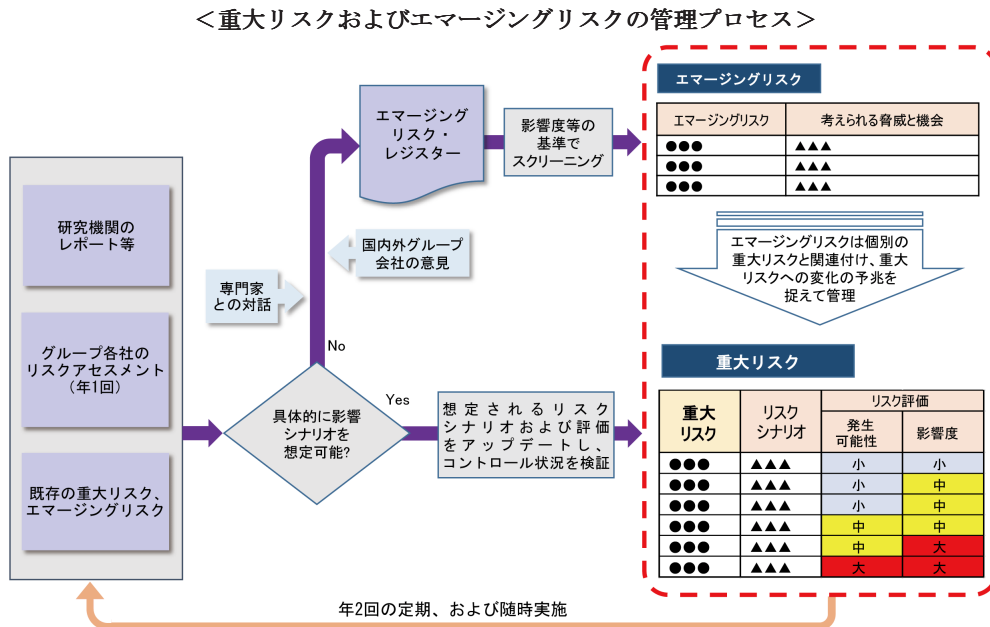 ＜重大リスクおよびエマージングリスクの管理プロセス＞
研究機関の
レポート等
グループ各社の
リスクアセスメント
（年1回）
既存の重大リスク、
エマージングリスク
具体的に影響
シナリオを
想定可能?
No
Yes
専門家
との対話
国内外グループ
会社の意見
エマージング
リスク・
レジスター
影響度等の
基準で
スクリーニング
想定されるリスク
シナリオおよび評価
をアップデートし、
コントロール状況を検証
エマージングリスク
エマージングリスク 考えられる脅威と機会
●●● ▲▲▲
●●● ▲▲▲
●●● ▲▲▲
エマージングリスクは個別の
重大リスクと関連付け、重大
リスクへの変化の予兆を
捉えて管理
重大リスク
重大
リスク
リスク
シナリオ
リスク評価
発生
可能性
影響度
●●● ▲▲▲ 小 小
●●● ▲▲▲ 小 中
●●● ▲▲▲ 小 中
●●● ▲▲▲ 中 中
●●● ▲▲▲ 中 大
●●● ▲▲▲ 大 大
年2回の定期、および随時実施